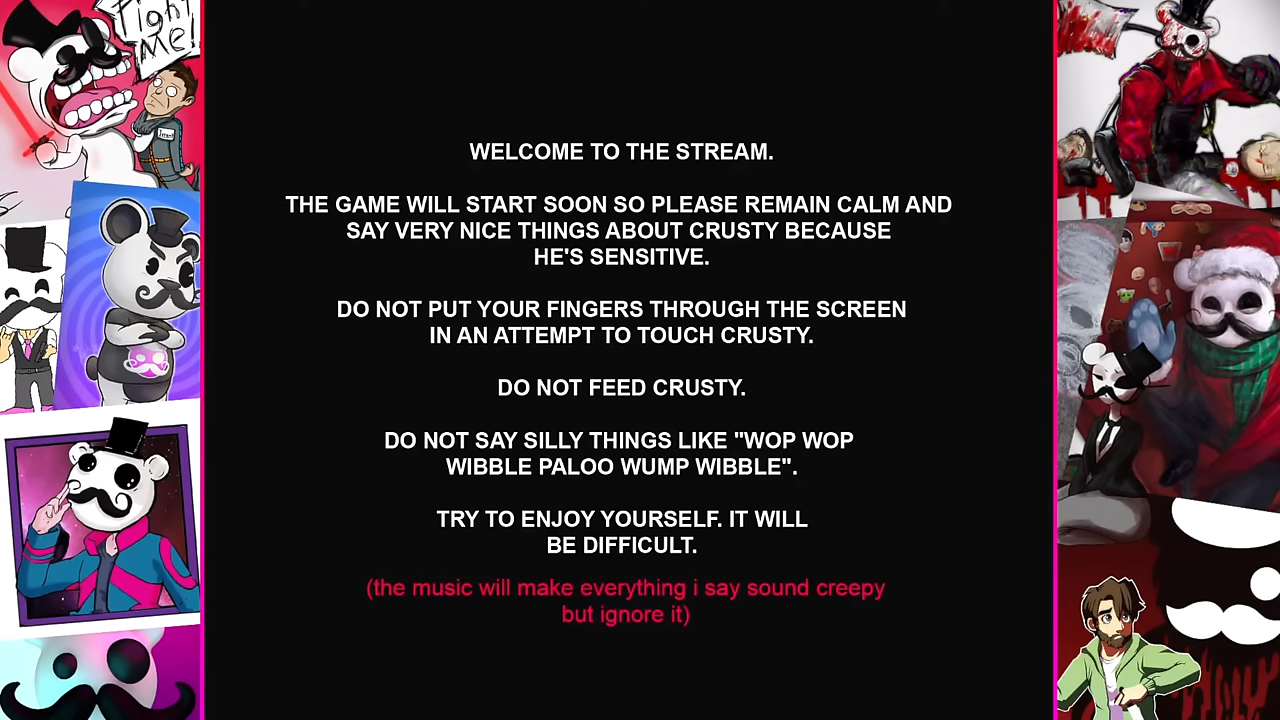 Fight
Me!
WELCOME TO THE STREAM.
THE GAME WILL START SOON SO PLEASE REMAIN CALM AND
SAY VERY NICE THINGS ABOUT CRUSTY BECAUSE
HE'S SENSITIVE.
DO NOT PUT YOUR FINGERS THROUGH THE SCREEN
IN AN ATTEMPT TO TOUCH CRUSTY.
DO NOT FEED CRUSTY.
DO NOT SAY SILLY THINGS LIKE "WOP WOP
WIBBLE PALOO WUMP WIBBLE".
TRY TO ENJOY YOURSELF. IT WILL
BE DIFFICULT.
(the music will make everything i say sound creepy
but ignore it)